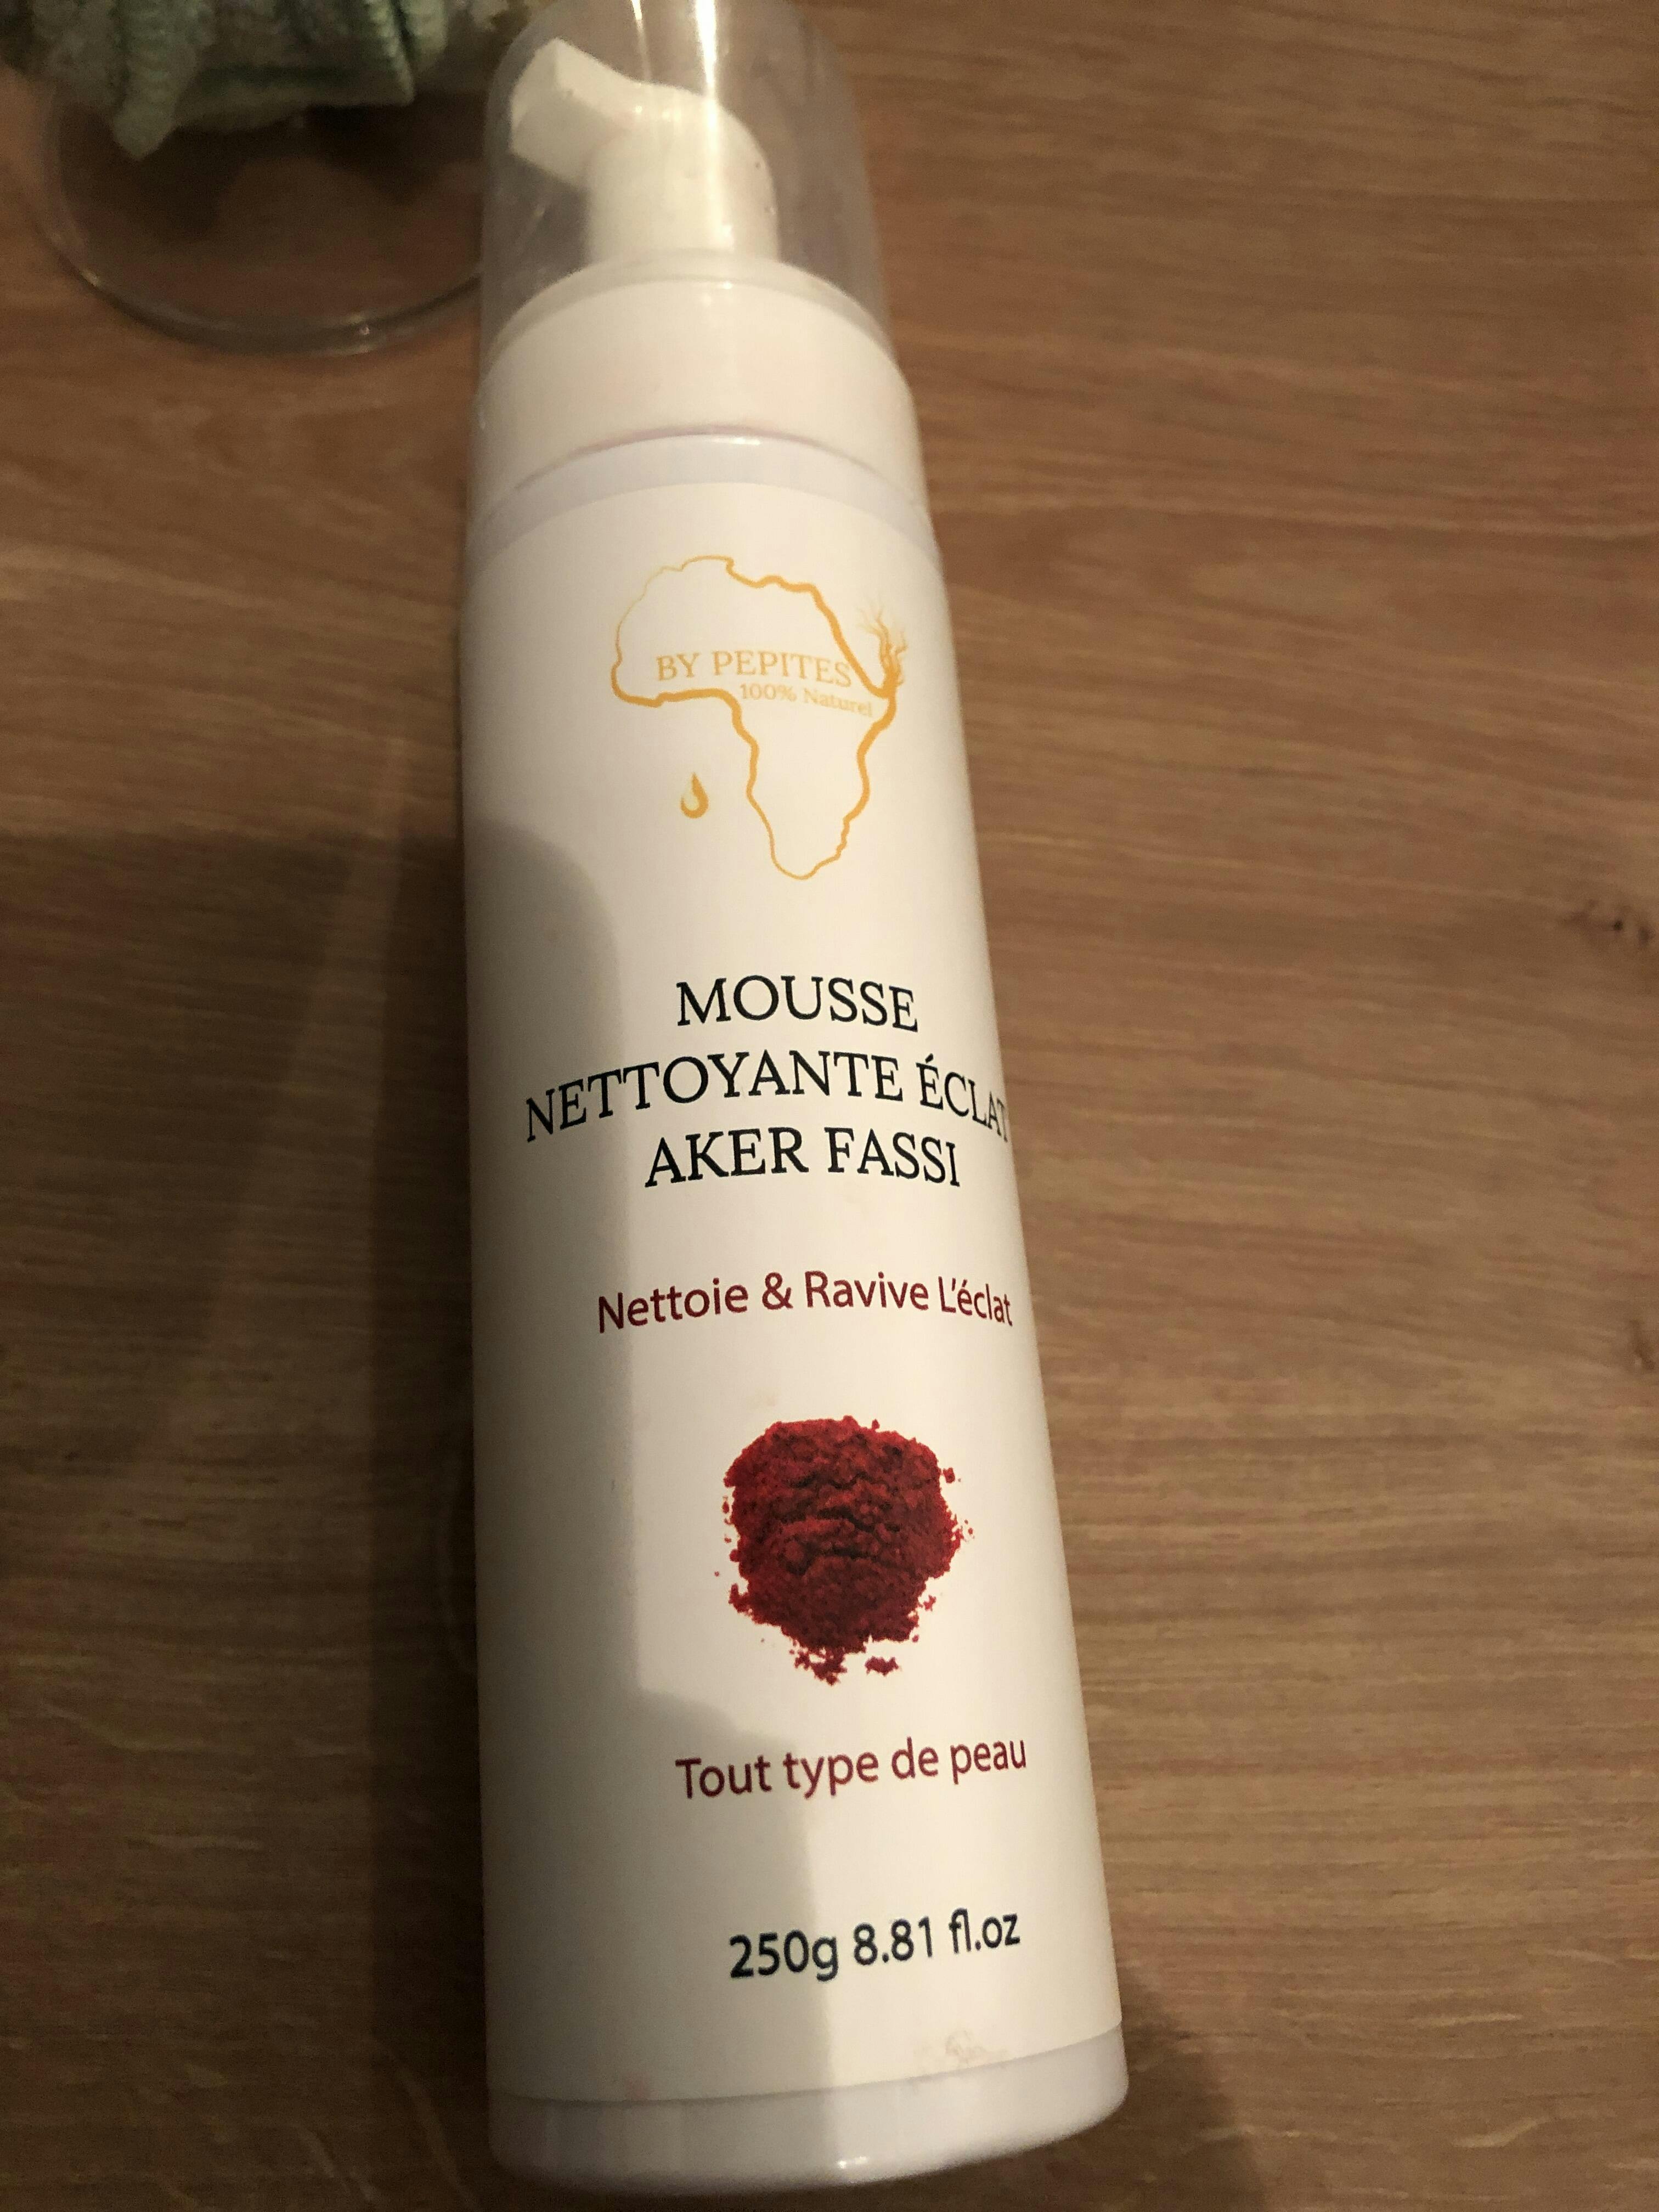 BY PEPITES
100% Naturel
MOUSSE
NETTOYANTE ÉCLAT
AKER FASSI
Nettoie & Ravive L'éclat
Tout type de peau
250g 8.81 fl.oz